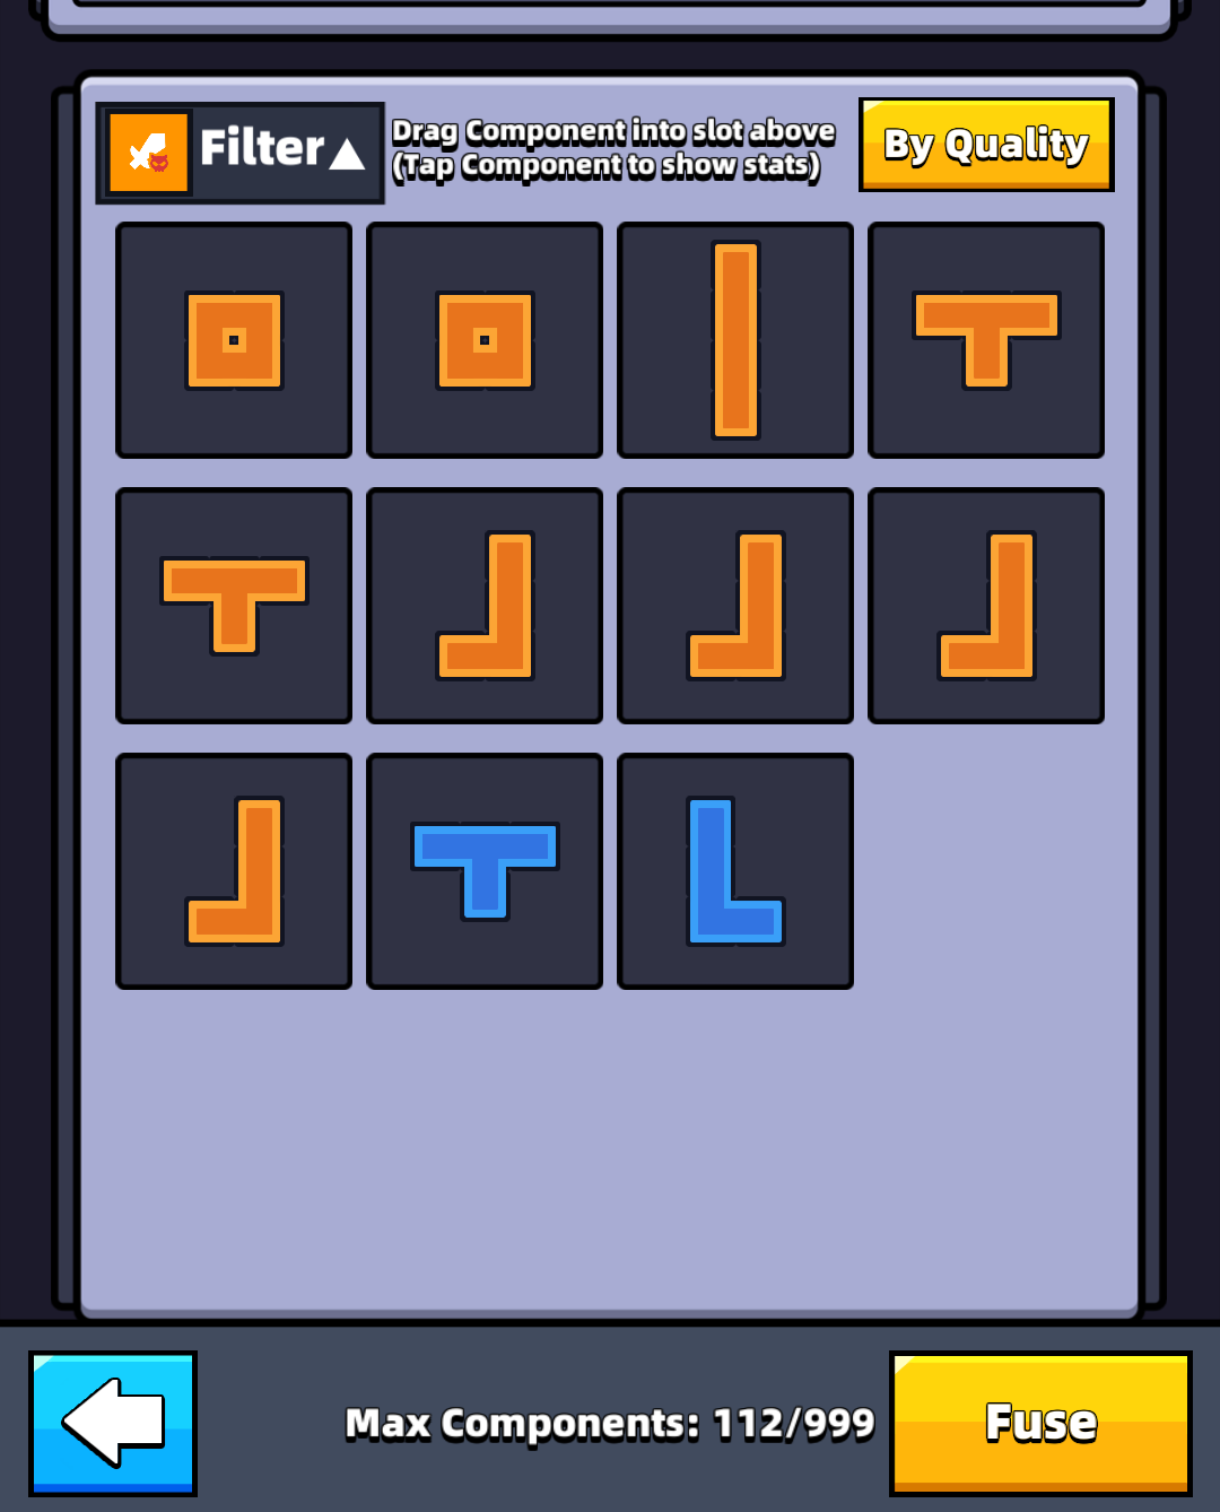 Filter
Drag Component into slot above
(Tap Component to show stats)
By Quality
Max Components: 112/999
Fuse